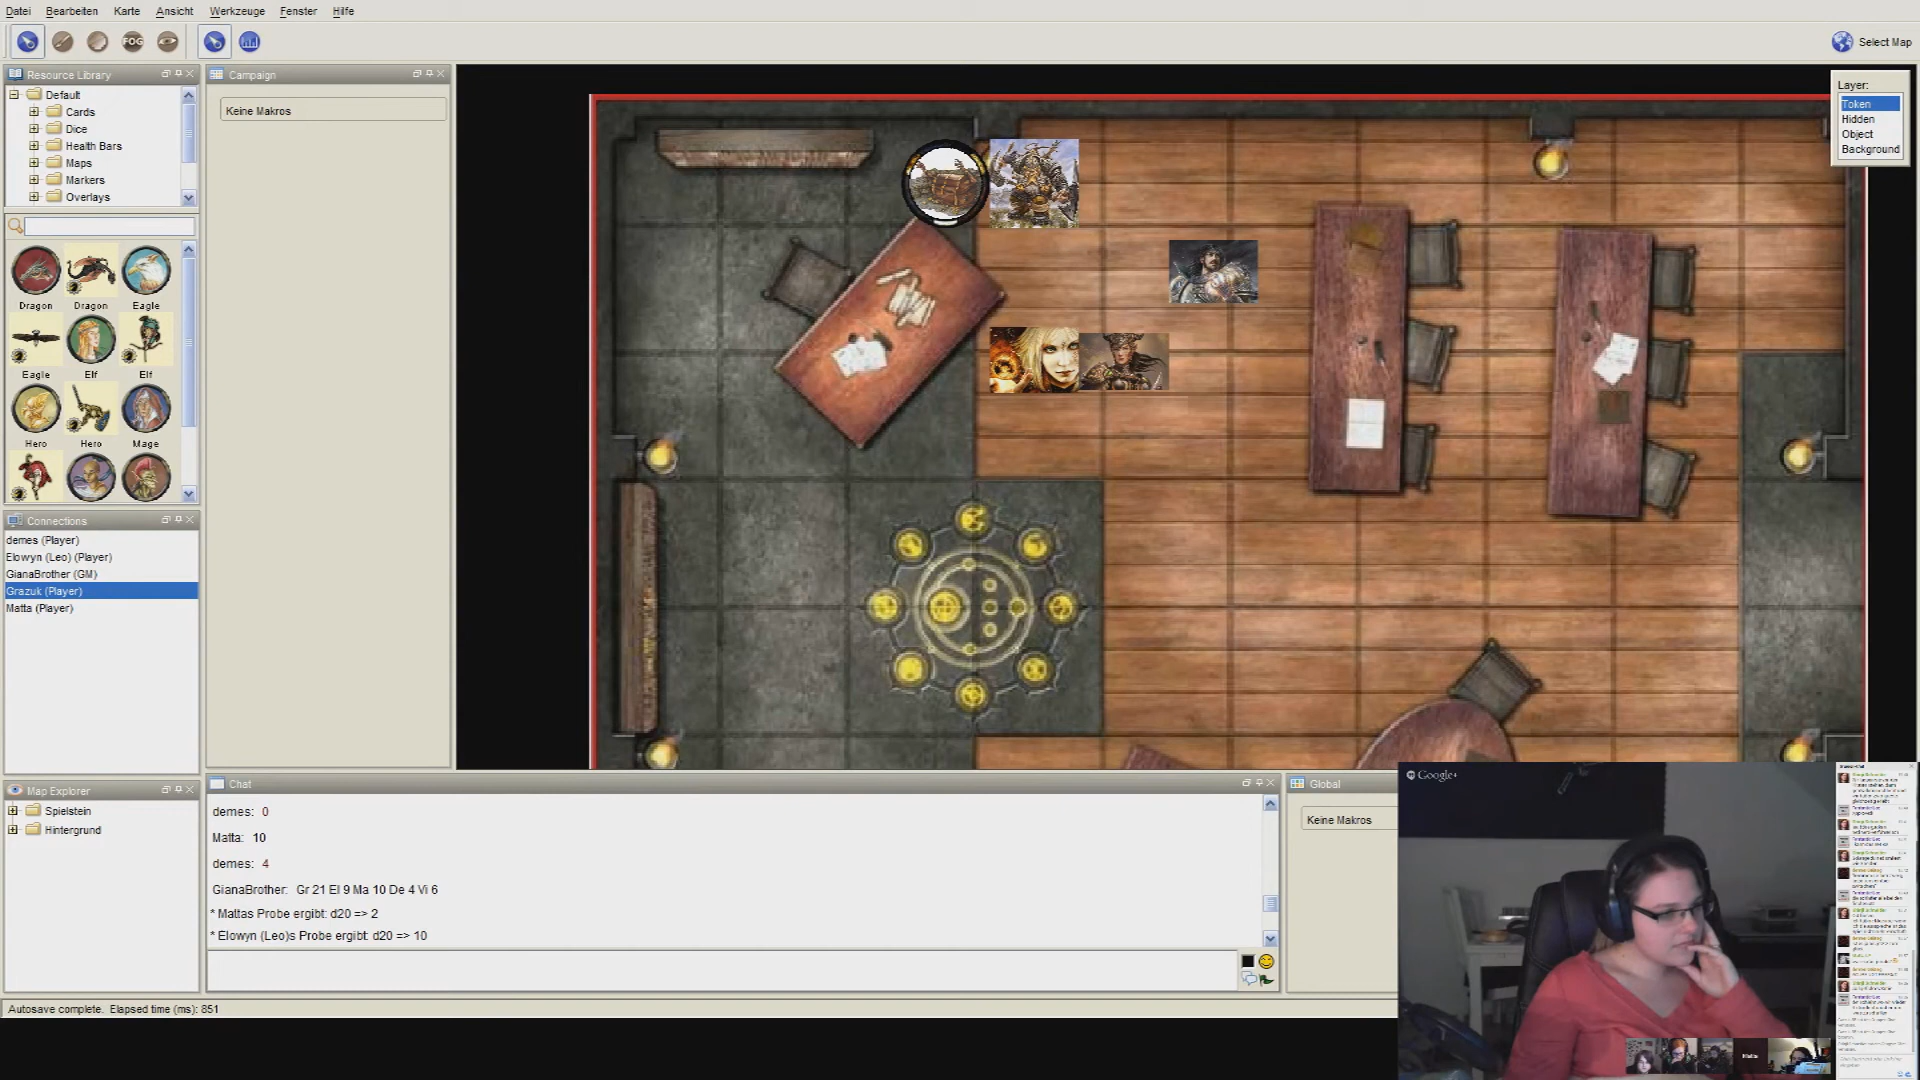 Datei Bearbeiten Karte Ansicht Werkzeuge Fenster Hilfe
FOG
Select Map
Resource Library
Default
Cards
Dice
Health Bars
Maps
Markers
Overlays
Dragon Dragon Eagle
Eagle Elf Elf
Hero Hero Mage
Campaign
Keine Makros
Layer:
Token
Hidden
Object
Background
Connections
demes (Player)
Elowyn (Leo) (Player)
GianaBrother (GM)
Grazuk (Player)
Matta (Player)
Map Explorer
Spielstein
Hintergrund
Chat
demes: 0
Matta: 10
demes: 4
GianaBrother: Gr 21 El 9 Ma 10 De 4 Vi 6
* Mattas Probe ergibt: d20 => 2
* Elowyn (Leo)s Probe ergibt: d20 => 10
Global
Keine Makros
Autosave complete. Elapsed time (ms): 851
Google+